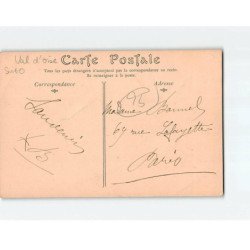 Val d'oise
Carte Postale
Tous les pays étrangers n'acceptent pas la correspondance au recto.
Se renseigner à la poste.
Correspondance
Adresse
Souvenir
Madame
69 rue Lafayette
Paris